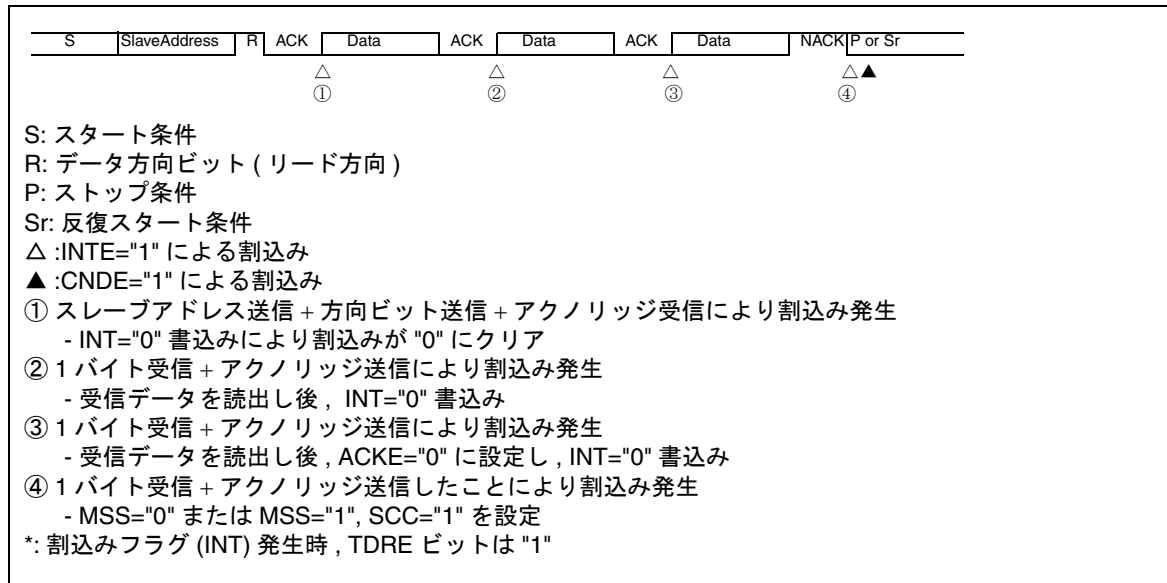 S SlaveAddress R ACK Data ACK Data ACK Data NACK P or Sr
△ △ △ △▲
① ② ③ ④
S: スタート条件
R: データ方向ビット ( リード方向 )
P: ストップ条件
Sr: 反復スタート条件
△ :INTE="1" による割込み
▲ :CNDE="1" による割込み
① スレーブアドレス送信 + 方向ビット送信 + アクノリッジ受信により割込み発生
- INT="0" 書込みにより割込みが "0" にクリア
② 1 バイト受信 + アクノリッジ送信により割込み発生
- 受信データを読出し後 , INT="0" 書込み
③ 1 バイト受信 + アクノリッジ送信により割込み発生
- 受信データを読出し後 , ACKE="0" に設定し , INT="0" 書込み
④ 1 バイト受信 + アクノリッジ送信したことにより割込み発生
- MSS="0" または MSS="1", SCC="1" を設定
*: 割込みフラグ (INT) 発生時 , TDRE ビットは "1"